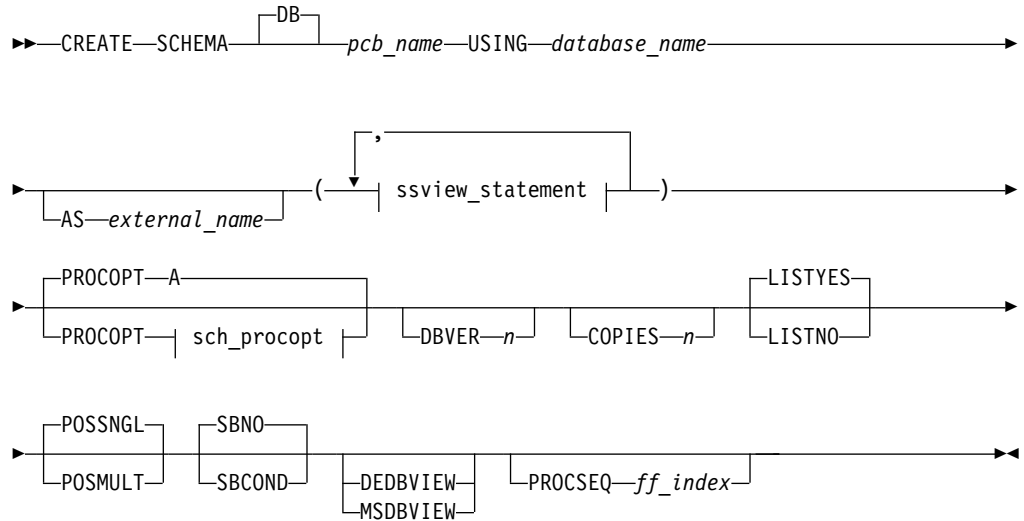 DB
CREATE SCHEMA pcb_name USING database_name
,
( ssview_statement )
AS external_name
PROCOPT A LISTYES
PROCOPT sch_procopt DBVER n COPIES n LISTNO
POSSNGL SBNO
POSMULT SBCOND DEDBVIEW PROCSEQ ff_index
MSDBVIEW